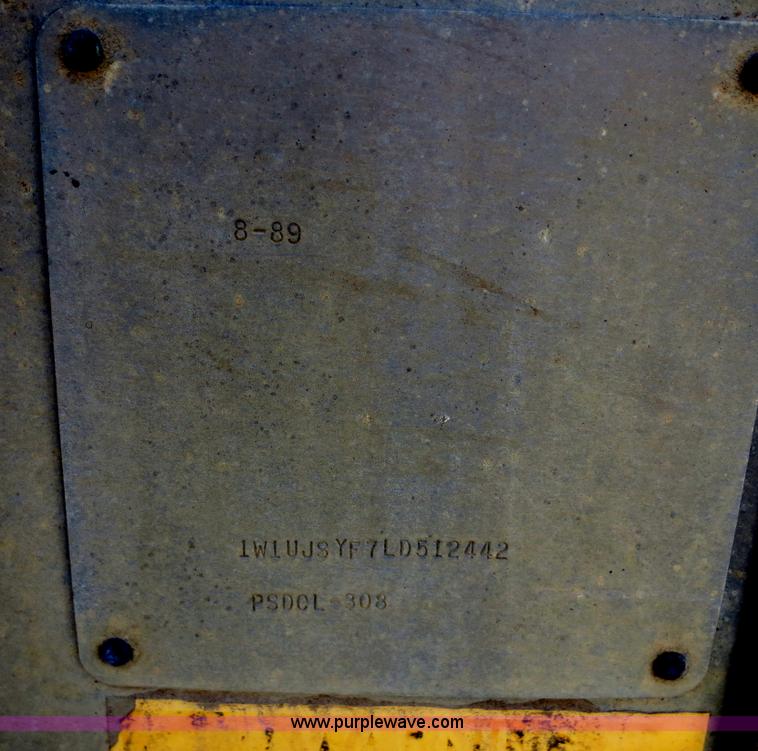 8-89
1W1UJSYF7LD512442
PSDCL-308
www.purplewave.com